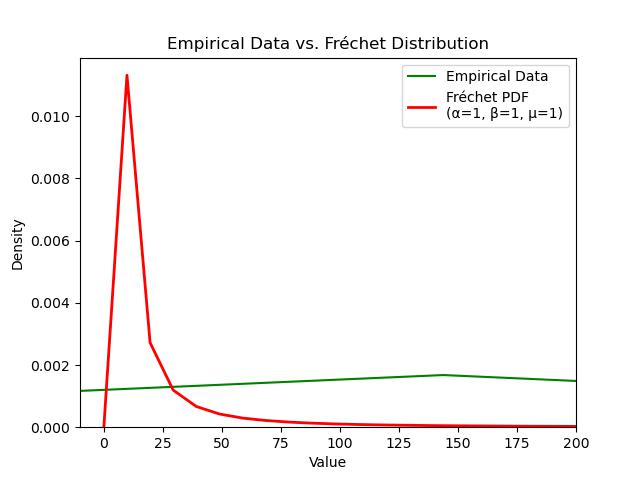 Empirical Data vs. Fréchet Distribution
Empirical Data
Fréchet PDF
(α=1, β=1, μ=1)
Density
0.010
0.008
0.006
0.004
0.002
0.000
0 25 50 75 100 125 150 175 200
Value